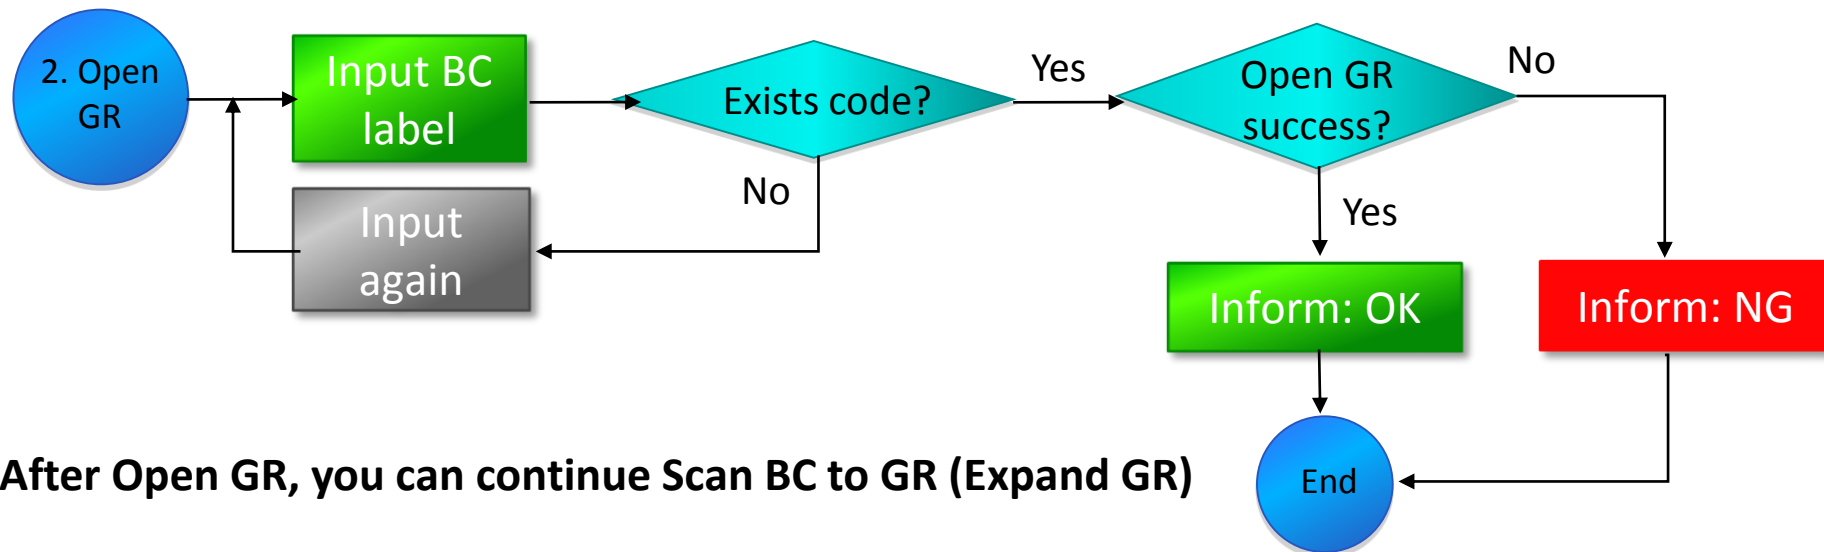 2. Open
GR
Input BC
label
Exists code?
Yes
Open GR
success?
No
No
Yes
Input
again
Inform: OK
Inform: NG
After Open GR, you can continue Scan BC to GR (Expand GR)
End